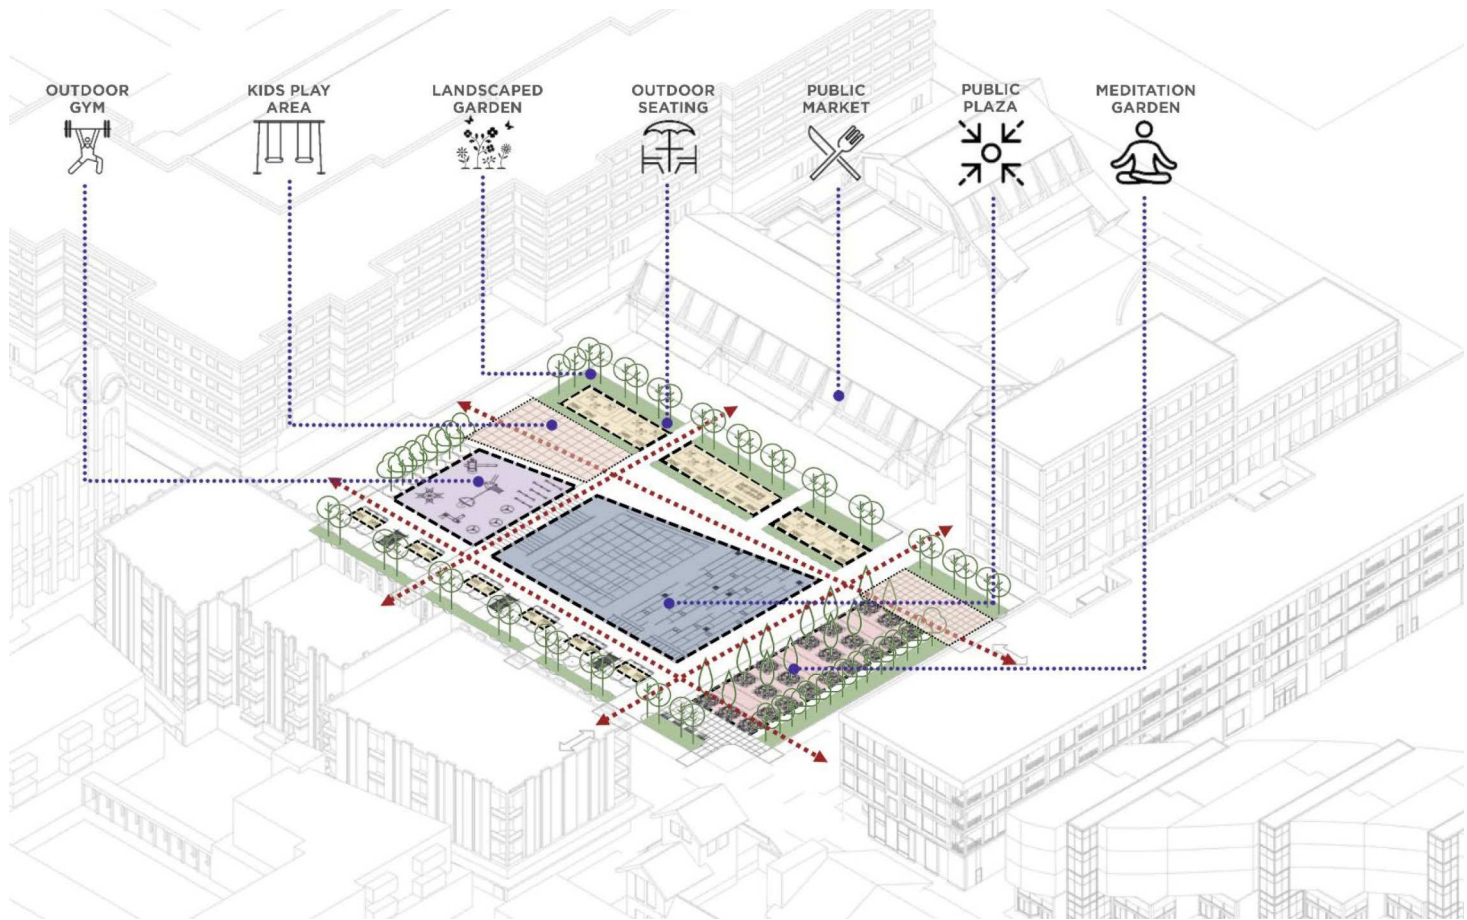 OUTDOOR
GYM
KIDS PLAY
AREA
LANDSCAPED
GARDEN
OUTDOOR
SEATING
PUBLIC
MARKET
PUBLIC
PLAZA
MEDITATION
GARDEN